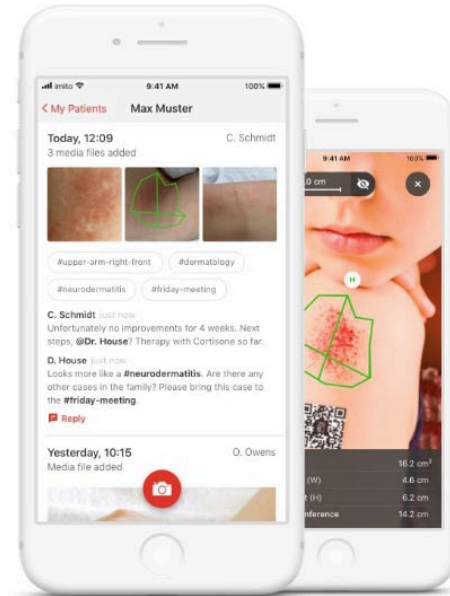 imito 9:41 AM 100%
My Patients Max Muster
Today, 12:09 C. Schmidt
3 media files added
#upper-arm-right-front #dermatology
#neurodermatitis #friday-meeting
C. Schmidt just now
Unfortunately no improvements for 4 weeks. Next
steps, @Dr. House? Therapy with Cortisone so far.
D. House just now
Looks more like a #neurodermatitis. Are there any
other cases in the family? Please bring this case to
the #friday-meeting.
Reply
Yesterday, 10:15 O. Owens
Media file added
9:41 AM 100%
.0 cm
H
16.2 cm²
(W) 4.6 cm
t (H) 6.2 cm
mference 14.2 cm